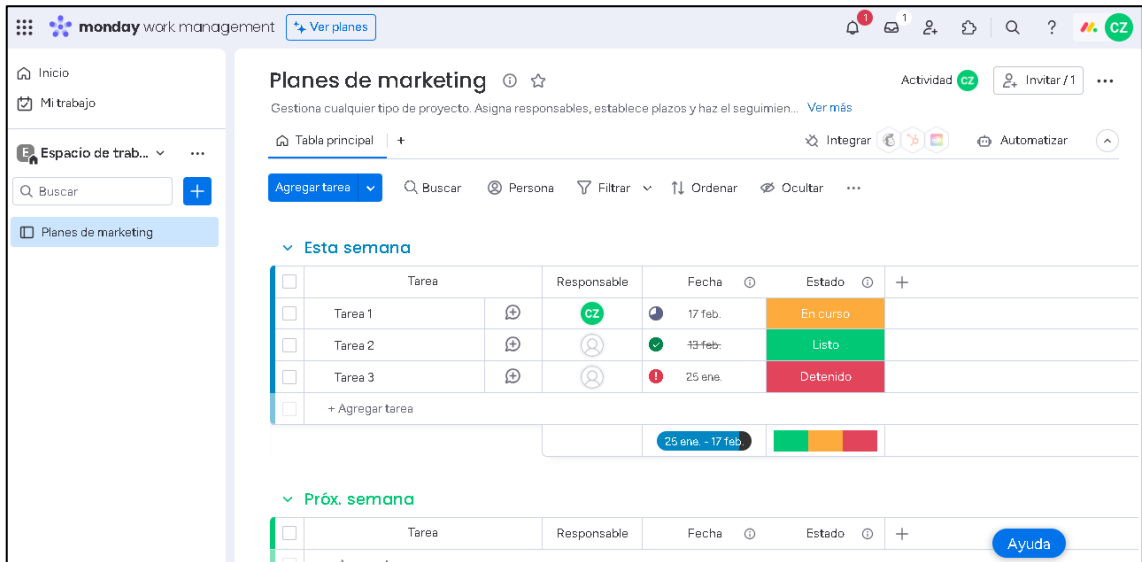 monday work management Ver planes 1 1 CZ
Inicio
Mi trabajo
E Espacio de trab...
Buscar
Planes de marketing
Planes de marketing Actividad CZ Invitar / 1
Gestiona cualquier tipo de proyecto. Asigna responsables, establece plazos y haz el seguimien... Ver más
Tabla principal + Integrar Automatizar
Agregar tarea Buscar Persona Filtrar Ordenar Ocultar
Esta semana
Tarea Responsable Fecha Estado
Tarea 1 CZ 17 feb. En curso
Tarea 2 13 feb. Listo
Tarea 3 25 ene. Detenido
+ Agregar tarea
25 ene. - 17 feb.
Próx. semana
Tarea Responsable Fecha Estado
Ayuda